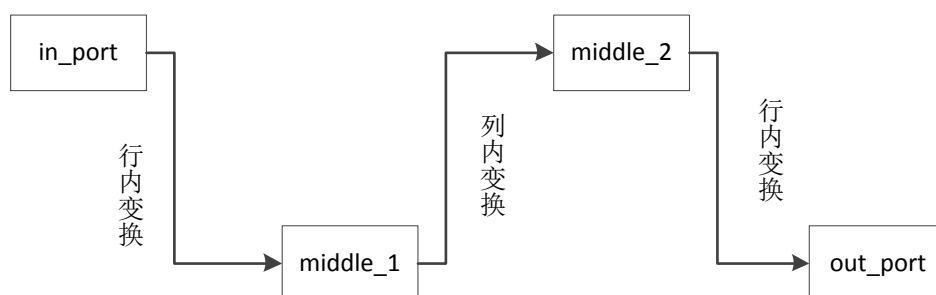 in_port
行内变换
middle_1
列内变换
middle_2
行内变换
out_port